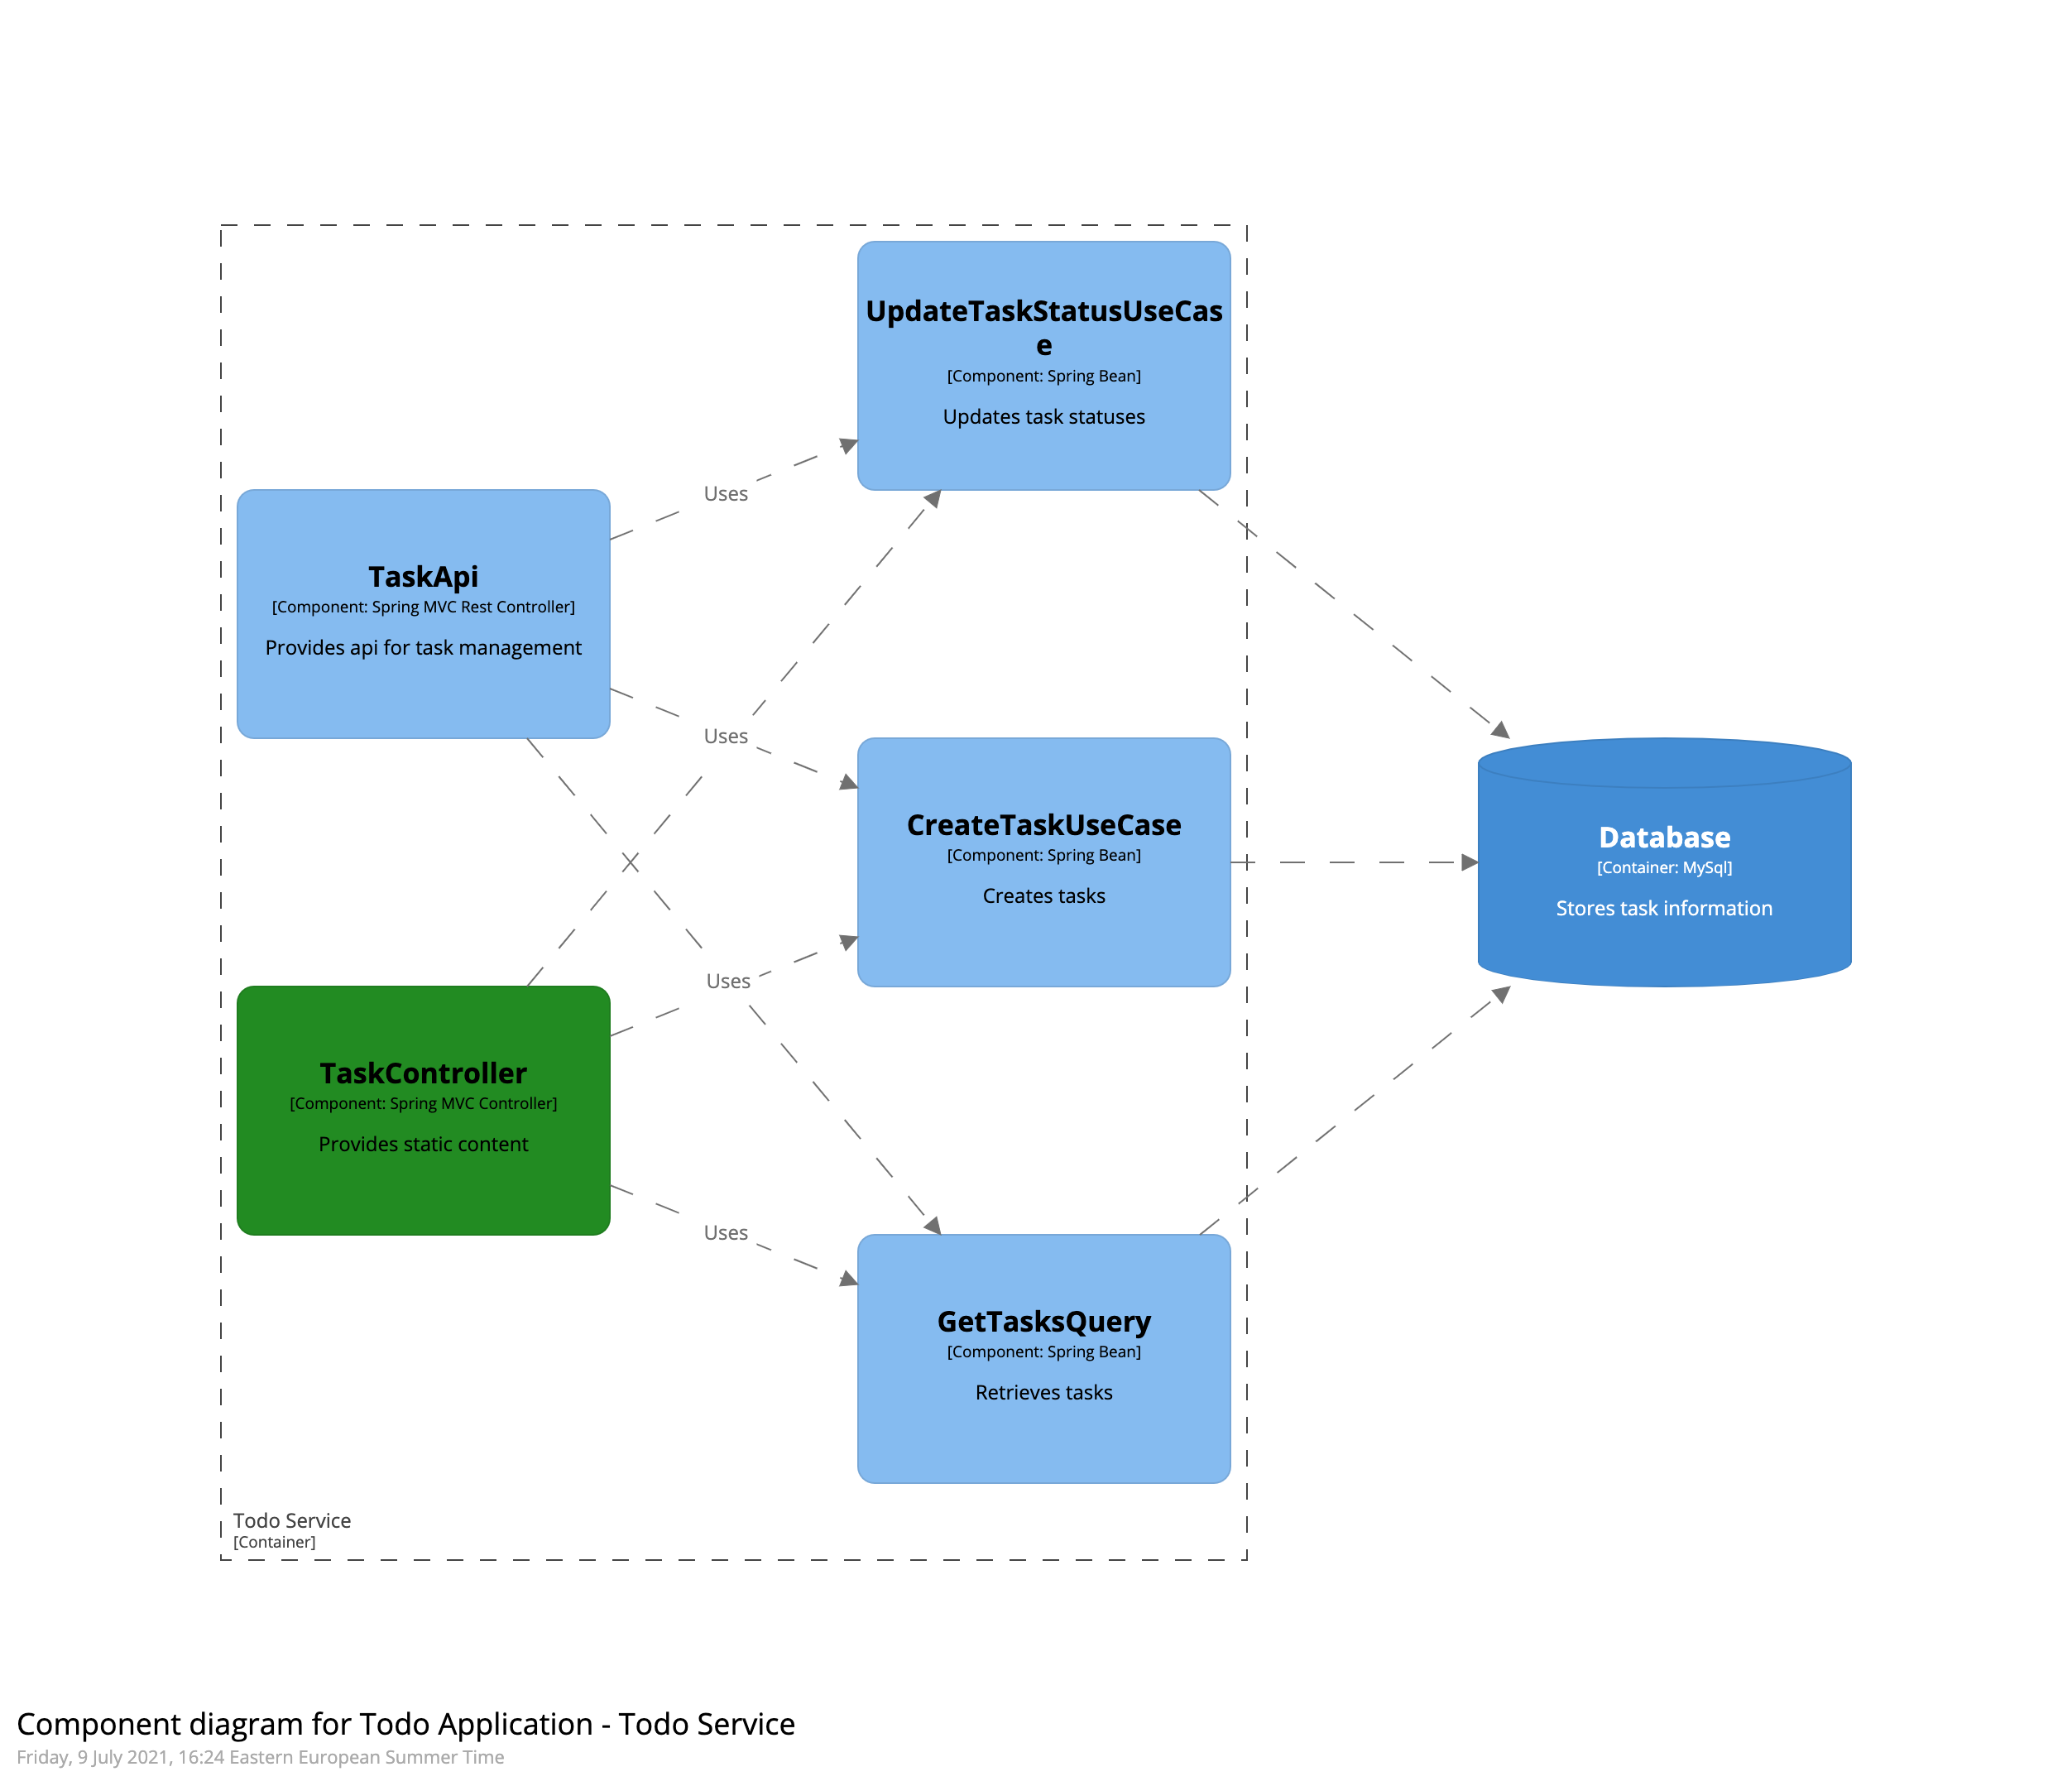 UpdateTaskStatusUseCas
e
[Component: Spring Bean]
Updates task statuses
Uses
TaskApi
[Component: Spring MVC Rest Controller]
Provides api for task management
Uses
CreateTaskUseCase
[Component: Spring Bean]
Creates tasks
Database
[Container: MySql]
Stores task information
Uses
TaskController
[Component: Spring MVC Controller]
Provides static content
Uses
GetTasksQuery
[Component: Spring Bean]
Retrieves tasks
Todo Service
[Container]
Component diagram for Todo Application - Todo Service
Friday, 9 July 2021, 16:24 Eastern European Summer Time